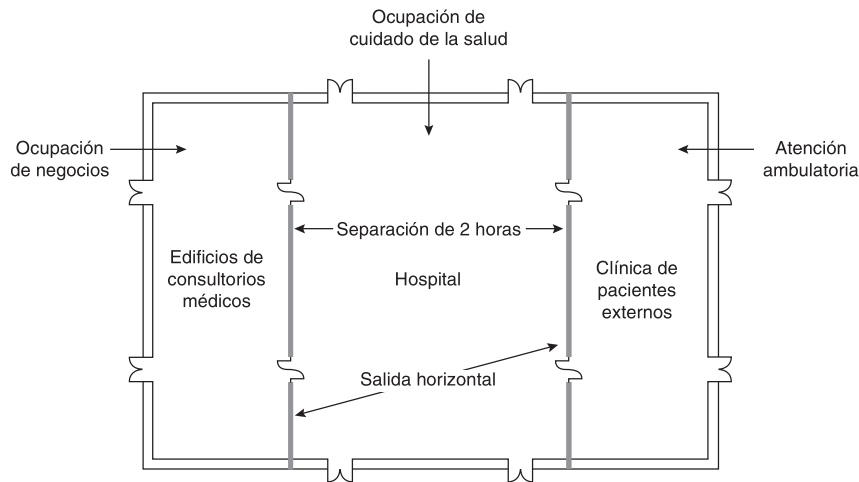 Ocupación de
cuidado de la salud
Ocupación
de negocios
Atención
ambulatoria
Separación de 2 horas
Edificios de
consultorios
médicos
Hospital
Clínica de
pacientes
externos
Salida horizontal